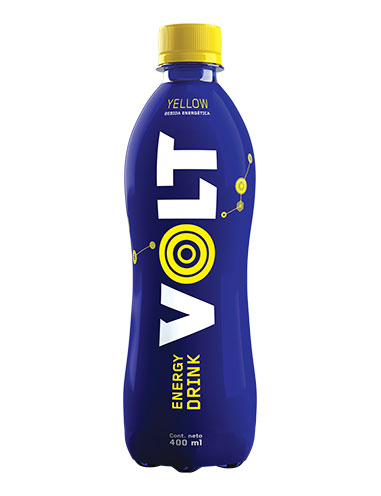 YELLOW
BEBIDA ENERGÉTICA
VOLT
ENERGY
DRINK
Cont. neto
400 ml